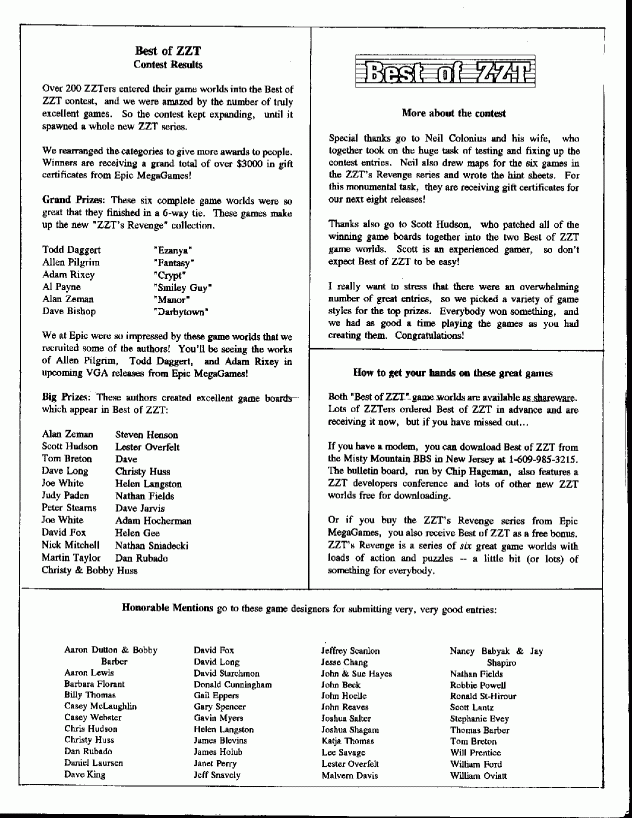 Best of ZZT
Contest Results
Over 200 ZZTers entered their game worlds into the Best of
ZZT contest, and we were amazed by the number of truly
excellent games. So the contest kept expanding, until it
spawned a whole new ZZT series.
We rearranged the categories to give more awards to people.
Winners are receiving a grand total of over $3000 in gift
certificates from Epic MegaGames!
Grand Prizes: These six complete game worlds were so
great that they finished in a 6-way tie. These games make
up the new "ZZT's Revenge" collection.
Todd Daggert "Ezanya"
Allen Pilgrim "Fantasy"
Adam Rixey "Crypt"
Al Payne "Smiley Guy"
Alan Zeman "Manor"
Dave Bishop "Darbytown"
We at Epic were so impressed by these game worlds that we
recruited some of the authors! You'll be seeing the works
of Allen Pilgrim, Todd Daggert, and Adam Rixey in
upcoming VGA releases from Epic MegaGames!
Big Prizes: These authors created excellent game boards
which appear in Best of ZZT:
Alan Zeman Steven Henson
Scott Hudson Lester Overfelt
Tom Breton Dave
Dave Long Christy Huss
Joe White Helen Langston
Judy Paden Nathan Fields
Peter Stearns Dave Jarvis
Joe White Adam Hocherman
David Fox Helen Gee
Nick Mitchell Nathan Sniadecki
Martin Taylor Dan Rubado
Christy & Bobby Huss
Best of ZZT
More about the contest
Special thanks go to Neil Colonius and his wife, who
together took on the huge task of testing and fixing up the
contest entries. Neil also drew maps for the six games in
the ZZT's Revenge series and wrote the hint sheets. For
this monumental task, they are receiving gift certificates for
our next eight releases!
Thanks also go to Scott Hudson, who patched all of the
winning game boards together into the two Best of ZZT
game worlds. Scott is an experienced gamer, so don't
expect Best of ZZT to be easy!
I really want to stress that there were an overwhelming
number of great entries, so we picked a variety of game
styles for the top prizes. Everybody won something, and
we had as good a time playing the games as you had
creating them. Congratulations!
How to get your hands on these great games
Both "Best of ZZT" game worlds are available as shareware.
Lots of ZZTers ordered Best of ZZT in advance and are
receiving it now, but if you have missed out...
If you have a modem, you can download Best of ZZT from
the Misty Mountain BBS in New Jersey at 1-609-985-3215.
The bulletin board, run by Chip Hageman, also features a
ZZT developers conference and lots of other new ZZT
worlds free for downloading.
Or if you buy the ZZT's Revenge series from Epic
MegaGames, you also receive Best of ZZT as a free bonus.
ZZT's Revenge is a series of six great game worlds with
loads of action and puzzles -- a little bit (or lots) of
something for everybody.
Honorable Mentions go to these game designers for submitting very, very good entries:
Aaron Dutton & Bobby
Barber
Aaron Lewis
Barbara Florant
Billy Thomas
Casey McLaughlin
Casey Webster
Chris Hudson
Christy Huss
Dan Rubado
Daniel Laursen
Dave King
David Fox
David Long
David Starchmon
Donald Cunningham
Gail Eppers
Gary Spencer
Gavin Myers
Helen Langston
James Blevins
James Holub
Janet Perry
Jeff Snavely
Jeffrey Scanlon
Jesse Chang
John & Sue Hayes
John Beck
John Hoelle
John Reaves
Joshua Salter
Joshua Shagam
Katja Thomas
Lee Savage
Lester Overfelt
Malvern Davis
Nancy Babyak & Jay
Shapiro
Nathan Fields
Robbie Powell
Ronald St-Hirour
Scott Lantz
Stephanie Evey
Thomas Barber
Tom Breton
Will Prentice
William Ford
William Oviatt